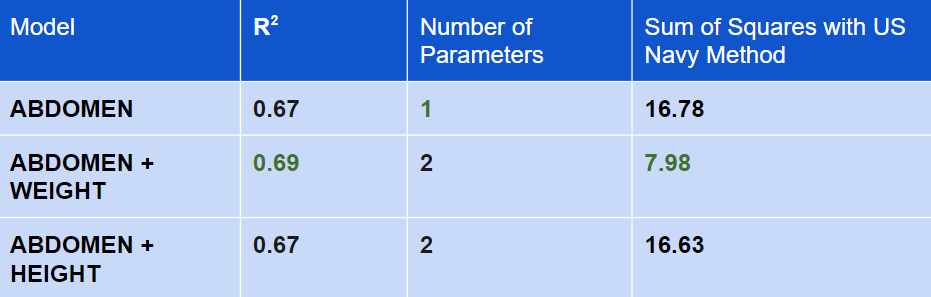 Model R² Number of Parameters Sum of Squares with US Navy Method
ABDOMEN 0.67 1 16.78
ABDOMEN + WEIGHT 0.69 2 7.98
ABDOMEN + HEIGHT 0.67 2 16.63